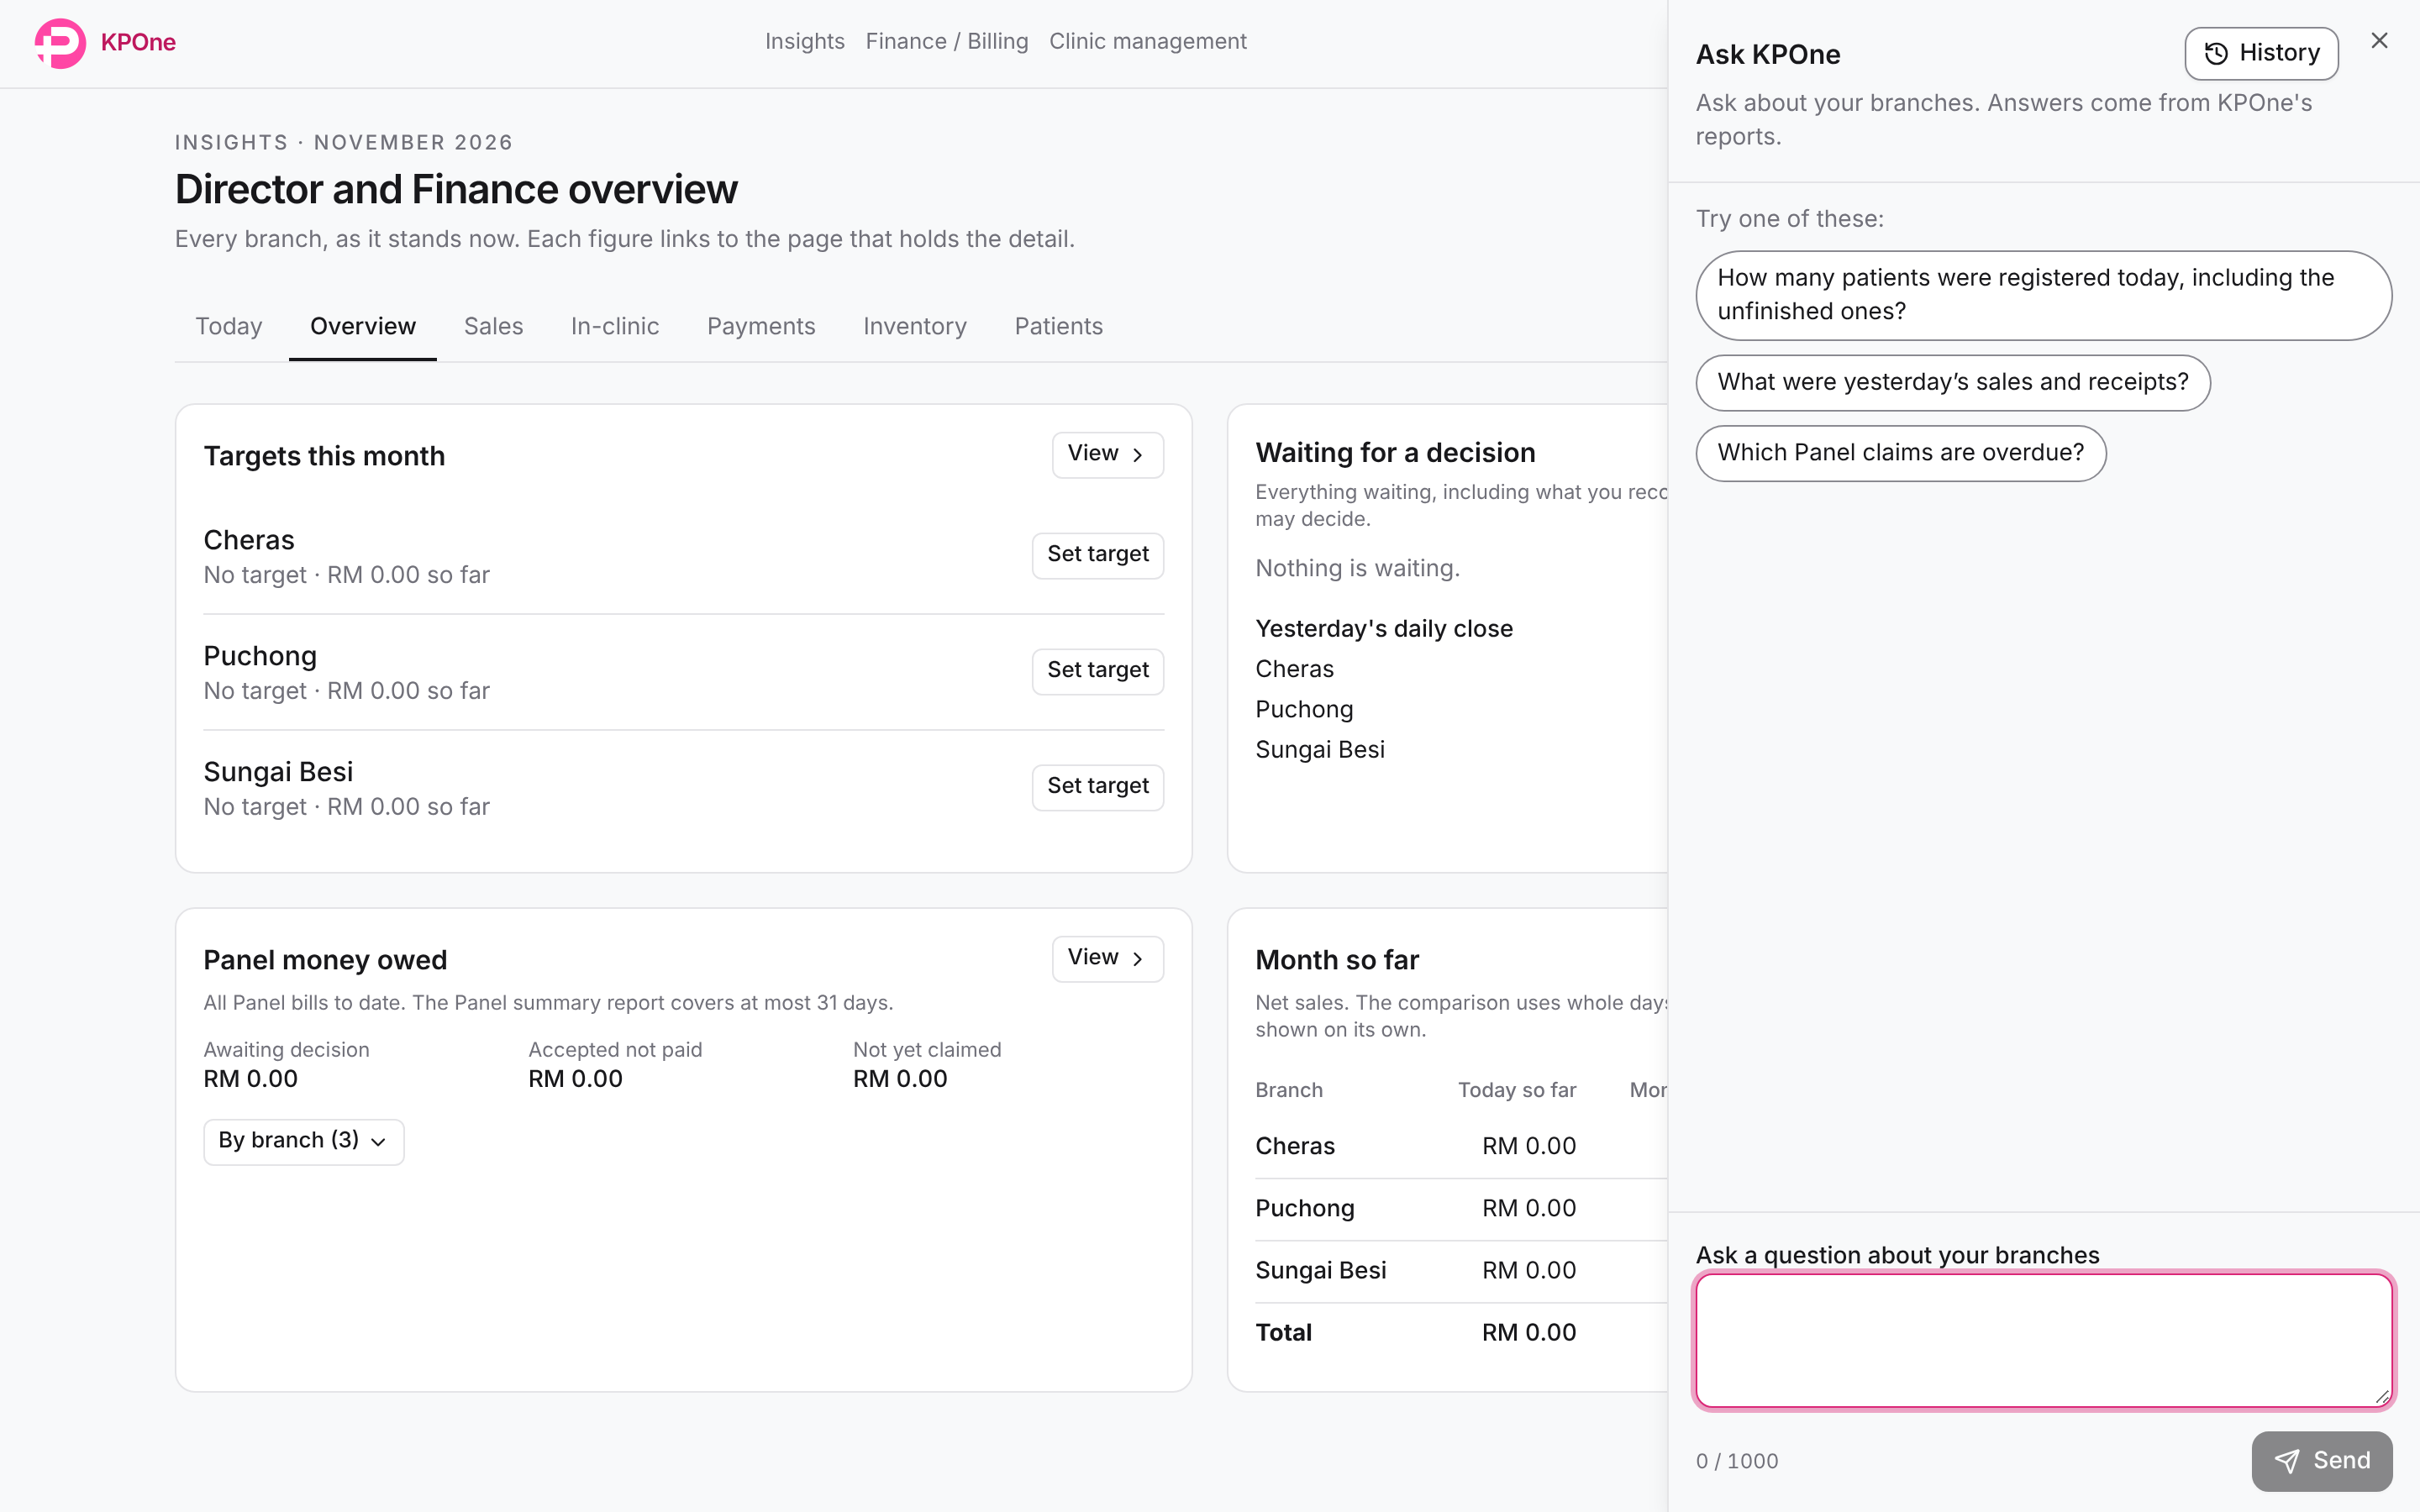 KPOne
Insights
Finance / Billing
Clinic management
INSIGHTS · NOVEMBER 2026
Director and Finance overview
Every branch, as it stands now. Each figure links to the page that holds the detail.
Today
Overview
Sales
In-clinic
Payments
Inventory
Patients
Targets this month
View
Cheras
No target · RM 0.00 so far
Set target
Puchong
No target · RM 0.00 so far
Set target
Sungai Besi
No target · RM 0.00 so far
Set target
Waiting for a decision
Everything waiting, including what you
may decide.
Nothing is waiting.
Yesterday's daily close
Cheras
Puchong
Sungai Besi
Panel money owed
View
All Panel bills to date. The Panel summary report covers at most 31 days.
Awaiting decision
RM 0.00
Accepted not paid
RM 0.00
Not yet claimed
RM 0.00
By branch (3)
Month so far
Net sales. The comparison uses whole days
shown on its own.
Branch
Today so far
Cheras
RM 0.00
Puchong
RM 0.00
Sungai Besi
RM 0.00
Total
RM 0.00
Ask KPOne
History
Ask about your branches. Answers come from KPOne's
reports.
Try one of these:
How many patients were registered today, including the
unfinished ones?
What were yesterday’s sales and receipts?
Which Panel claims are overdue?
Ask a question about your branches
0 / 1000
Send